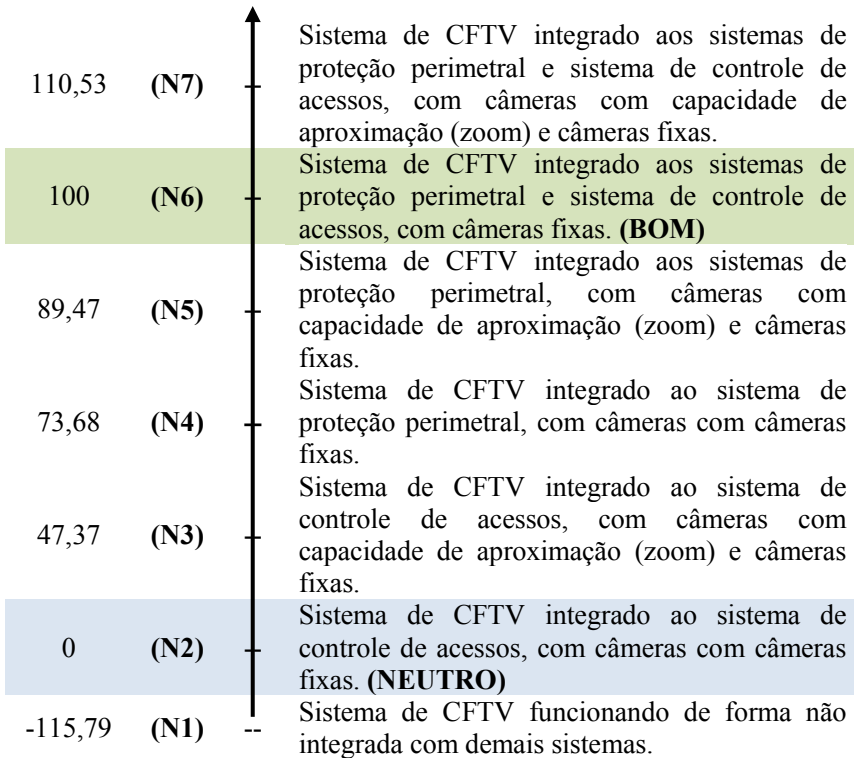 Sistema de CFTV integrado aos sistemas de
proteção perimetral e sistema de controle de
110,53 (N7) -- acessos, com câmeras com capacidade de
aproximação (zoom) e câmeras fixas.
Sistema de CFTV integrado aos sistemas de
100 (N6) -- proteção perimetral e sistema de controle de
acessos, com câmeras fixas. (BOM)
Sistema de CFTV integrado aos sistemas de
proteção perimetral, com câmeras com
89,47 (N5) -- capacidade de aproximação (zoom) e câmeras
fixas.
Sistema de CFTV integrado ao sistema de
73,68 (N4) -- proteção perimetral, com câmeras com câmeras
fixas.
Sistema de CFTV integrado ao sistema de
controle de acessos, com câmeras com
47,37 (N3) -- capacidade de aproximação (zoom) e câmeras
fixas.
Sistema de CFTV integrado ao sistema de
0 (N2) -- controle de acessos, com câmeras com câmeras
fixas. (NEUTRO)
-115,79 (N1) -- Sistema de CFTV funcionando de forma não
integrada com demais sistemas.